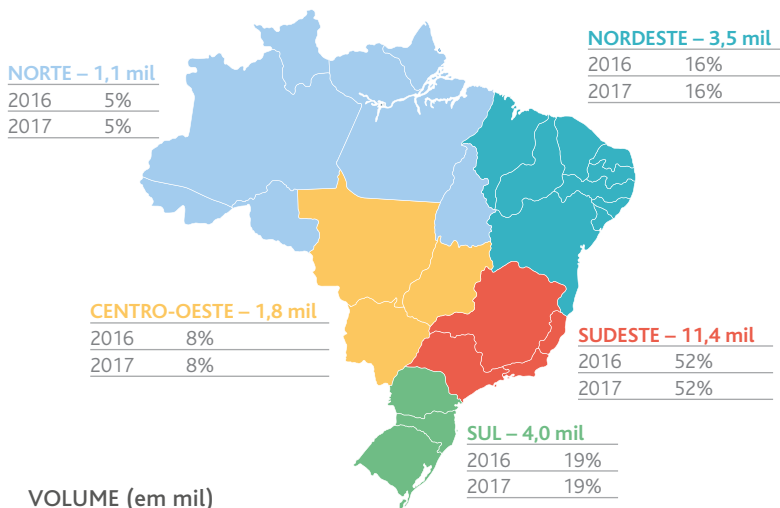 NORDESTE – 3,5 mil
2016 16%
2017 16%
NORTE – 1,1 mil
2016 5%
2017 5%
CENTRO-OESTE – 1,8 mil
2016 8%
2017 8%
SUDESTE – 11,4 mil
2016 52%
2017 52%
SUL – 4,0 mil
2016 19%
2017 19%
VOLUME (em mil)